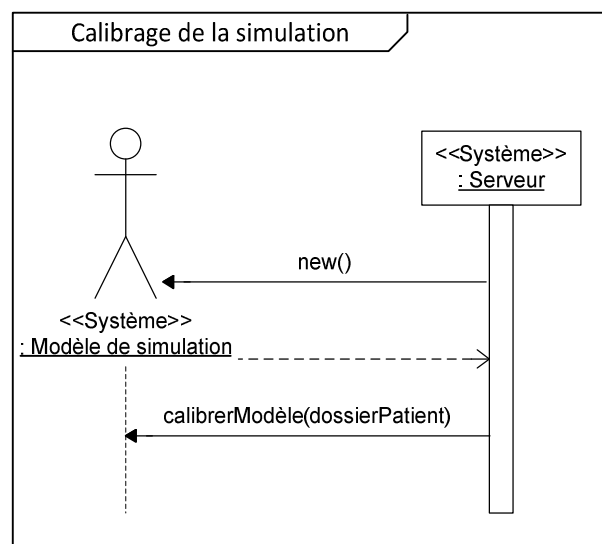 Calibrage de la simulation
<<Système>>
: Serveur
new()
<<Système>>
: Modèle de simulation
calibrerModèle(dossierPatient)